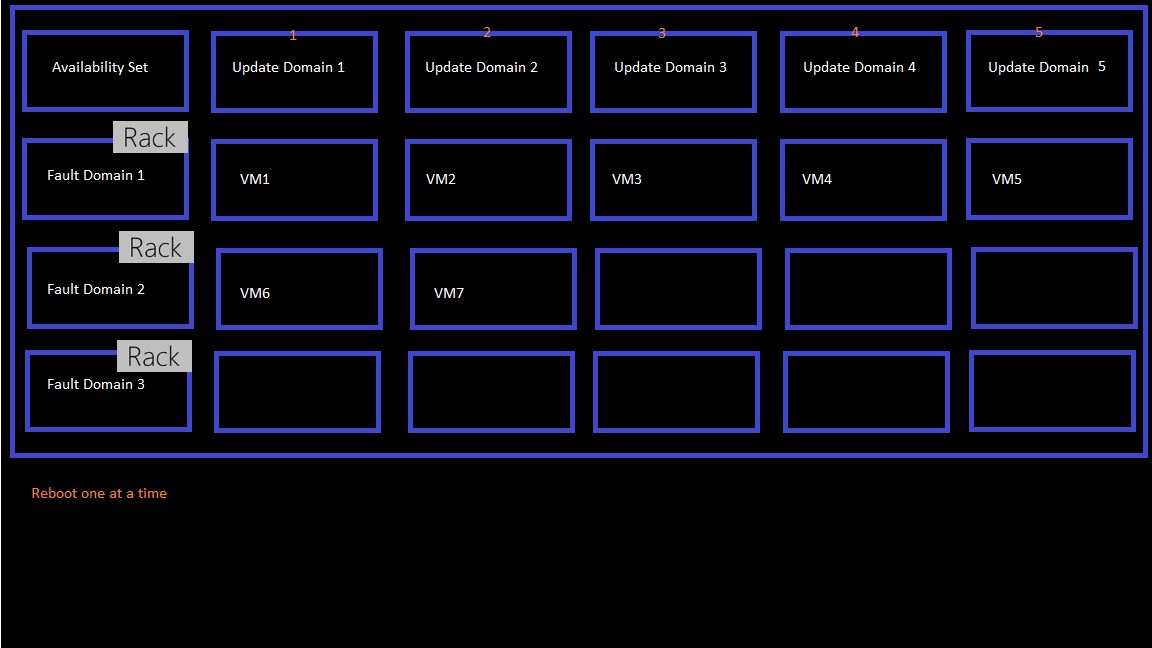 1 2 3 4 5
Availability Set Update Domain 1 Update Domain 2 Update Domain 3 Update Domain 4 Update Domain 5
Rack
Fault Domain 1 VM1 VM2 VM3 VM4 VM5
Rack
Fault Domain 2 VM6 VM7
Rack
Fault Domain 3
Reboot one at a time